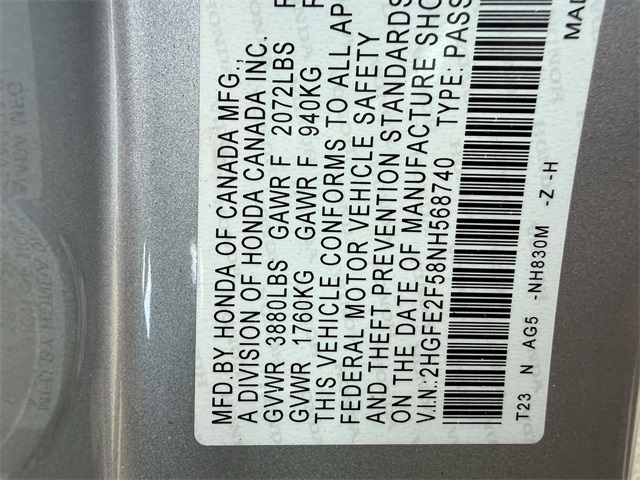 MFD.BY HONDA OF CANADA MFG.,
A DIVISION OF HONDA CANADA INC.
GVWR 3880LBS GAWR F 2072LBS
GVWR 1760KG GAWR F 940KG
THIS VEHICLE CONFORMS TO ALL AP
FEDERAL MOTOR VEHICLE SAFETY
AND THEFT PREVENTION STANDARDS
ON THE DATE OF MANUFACTURE SHO
V.I.N.:2HGFE2F58NH568740 TYPE: PASS
T23 N AG5 -NH830M -Z -H
MAD